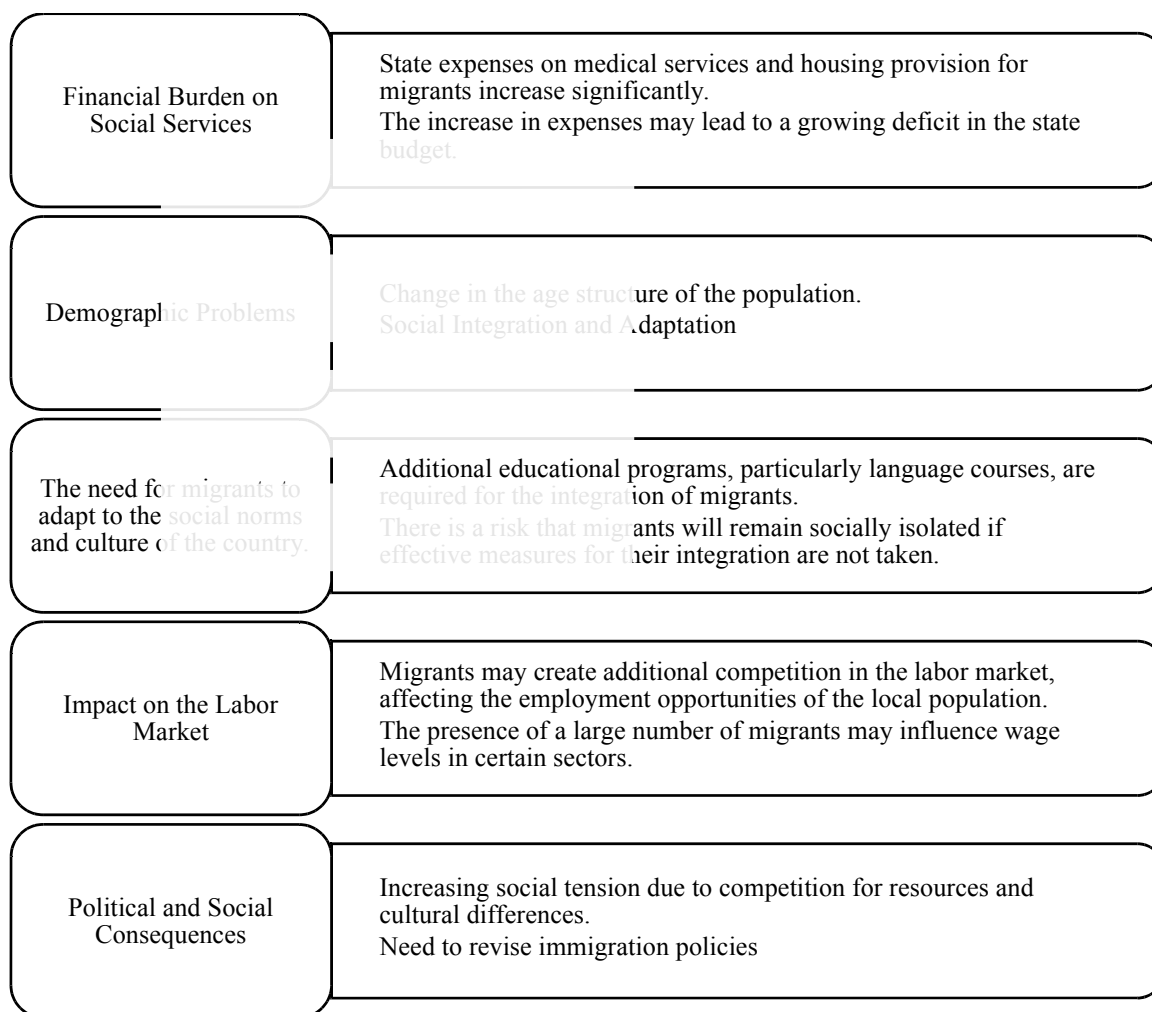 Financial Burden on
Social Services
State expenses on medical services and housing provision for
migrants increase significantly.
The increase in expenses may lead to a growing deficit in the state
budget.
Demographic Problems
Change in the age structure of the population.
Social Integration and Adaptation
The need for migrants to
adapt to the social norms
and culture of the country.
Additional educational programs, particularly language courses, are
required for the integration of migrants.
There is a risk that migrants will remain socially isolated if
effective measures for their integration are not taken.
Impact on the Labor
Market
Migrants may create additional competition in the labor market,
affecting the employment opportunities of the local population.
The presence of a large number of migrants may influence wage
levels in certain sectors.
Political and Social
Consequences
Increasing social tension due to competition for resources and
cultural differences.
Need to revise immigration policies